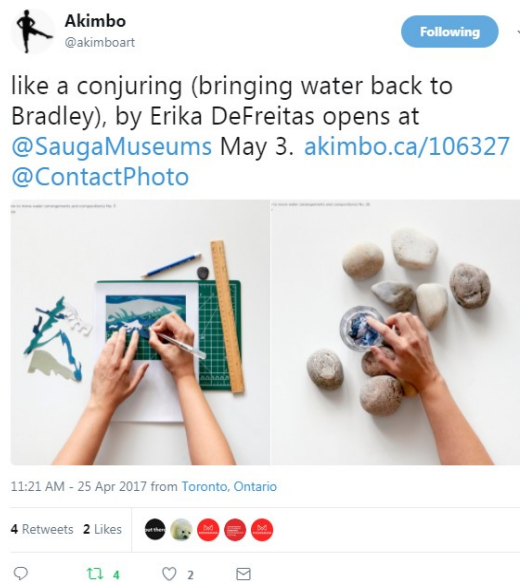 Akimbo
@akimboart
Following
like a conjuring (bringing water back to
Bradley), by Erika DeFreitas opens at
@SaugaMuseums May 3. akimbo.ca/106327
@ContactPhoto
11:21 AM - 25 Apr 2017 from Toronto, Ontario
4 Retweets 2 Likes
4 2